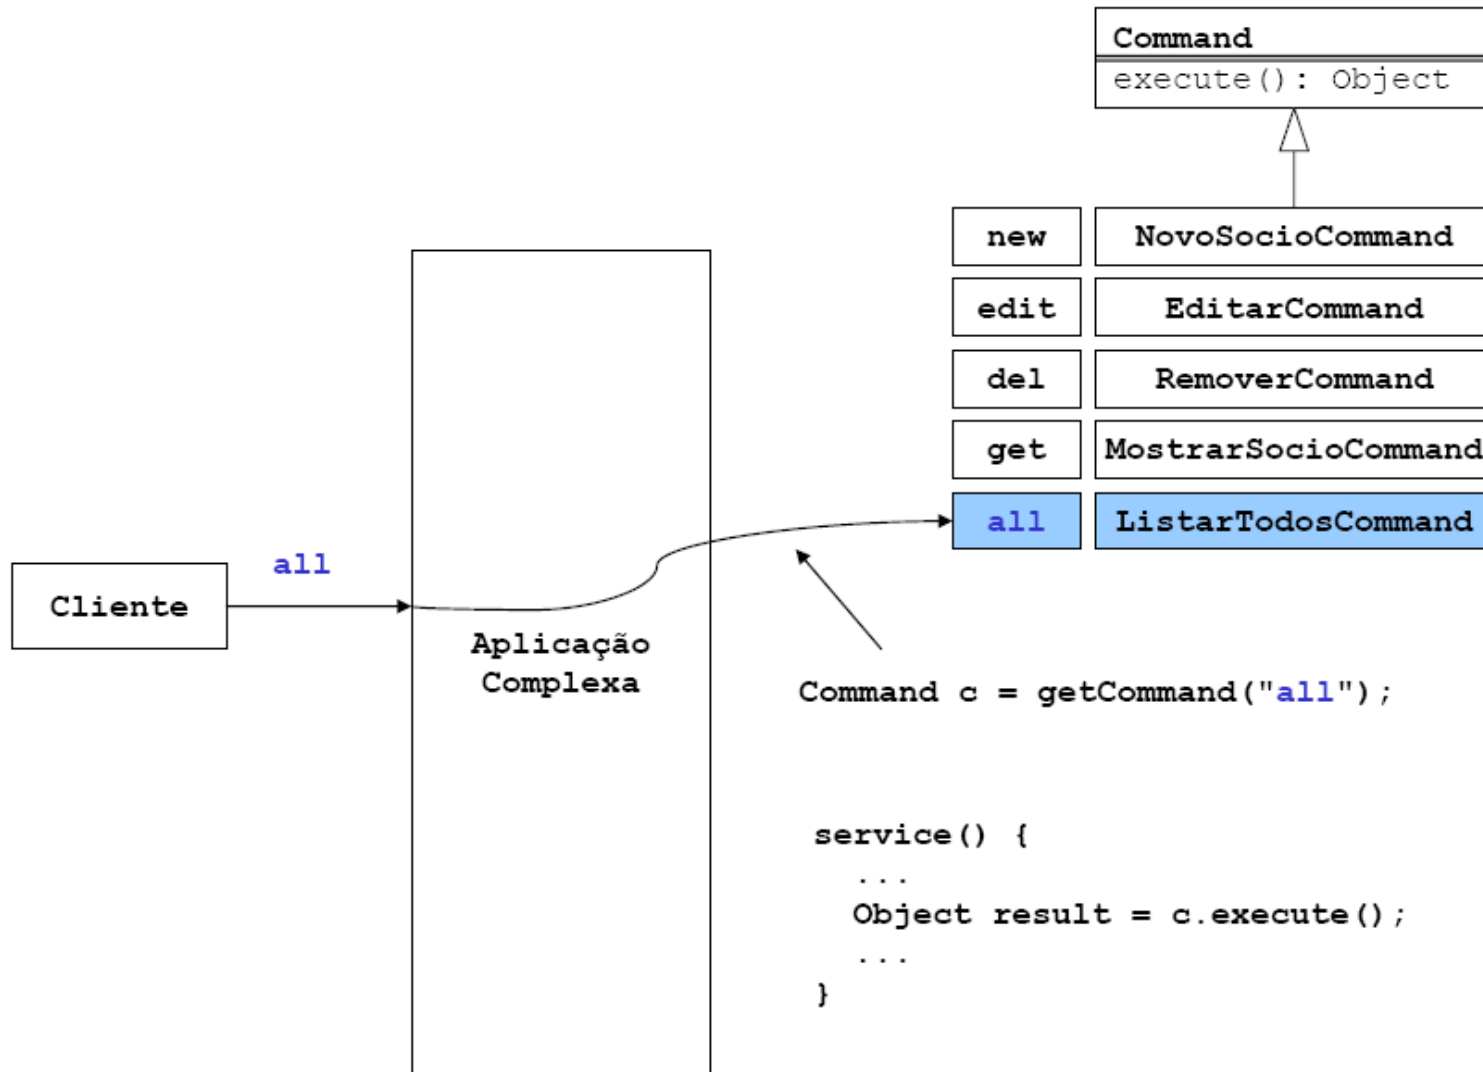 Command
execute(): Object
new NovoSocioCommand
edit EditarCommand
del RemoverCommand
get MostrarSocioCommand
all ListarTodosCommand
all
Cliente
Aplicação
Complexa
Command c = getCommand("all");
service() {
...
Object result = c.execute();
...
}